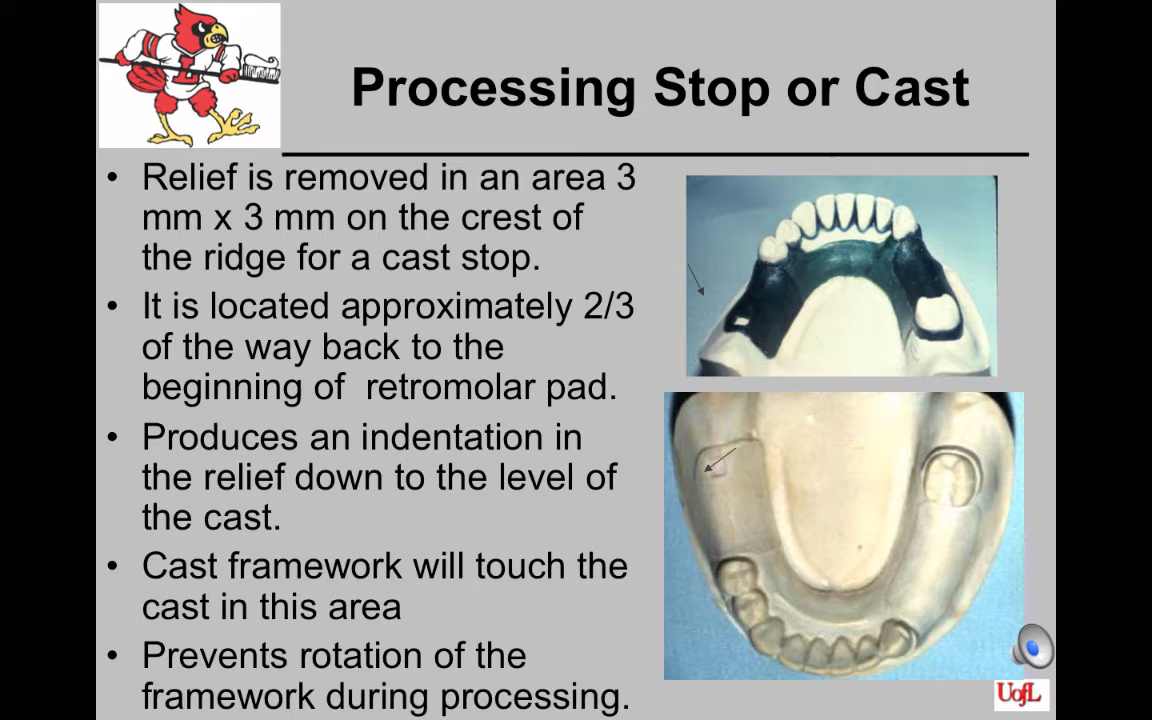 Processing Stop or Cast
• Relief is removed in an area 3
mm x 3 mm on the crest of
the ridge for a cast stop.
• It is located approximately 2/3
of the way back to the
beginning of  retromolar pad.
• Produces an indentation in
the relief down to the level of
the cast.
• Cast framework will touch the
cast in this area
• Prevents rotation of the
framework during processing.
L
UofL